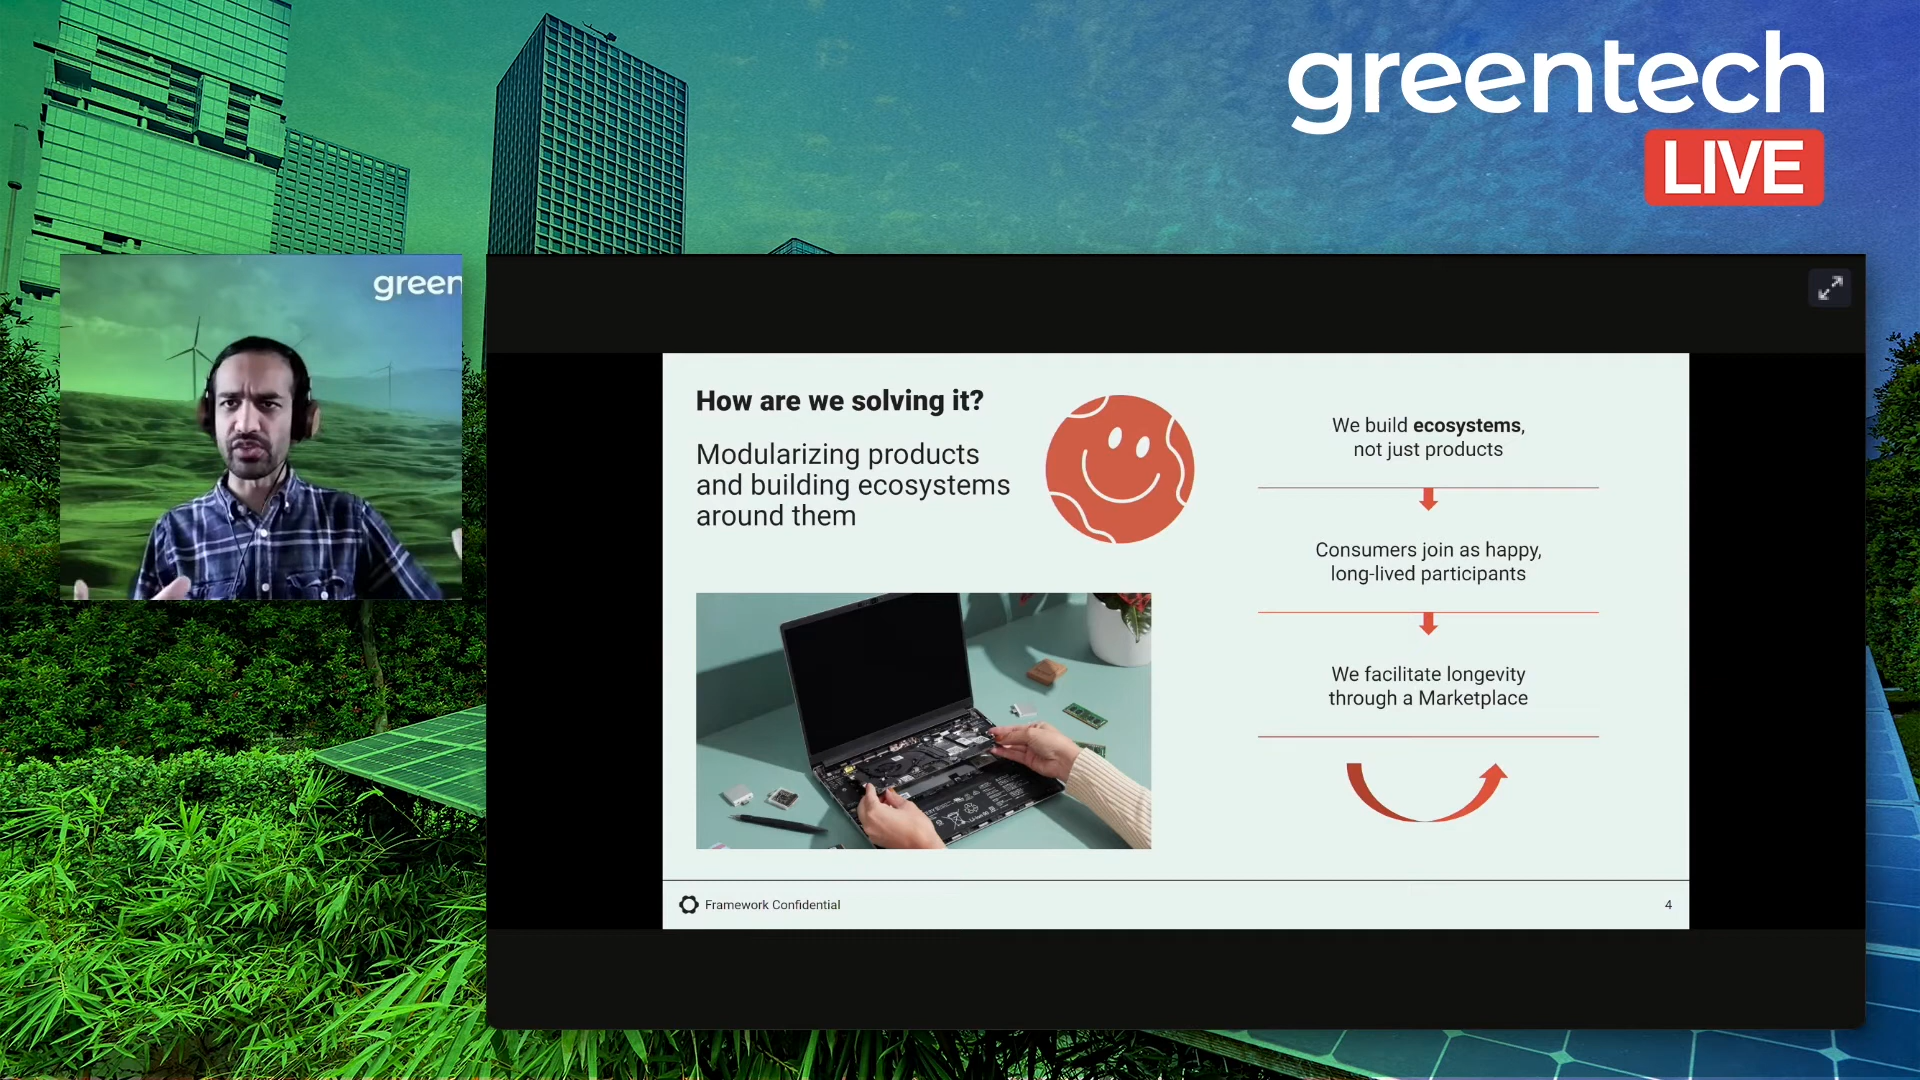 greentech
LIVE
green
How are we solving it?
Modularizing products
and building ecosystems
around them
We build ecosystems,
not just products
Consumers join as happy,
long-lived participants
We facilitate longevity
through a Marketplace
Framework Confidential
4